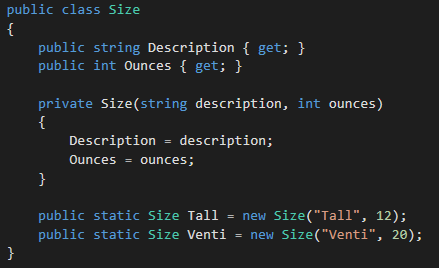 public class Size
{
    public string Description { get; }
    public int Ounces { get; }

    private Size(string description, int ounces)
    {
        Description = description;
        Ounces = ounces;
    }

    public static Size Tall = new Size("Tall", 12);
    public static Size Venti = new Size("Venti", 20);
}